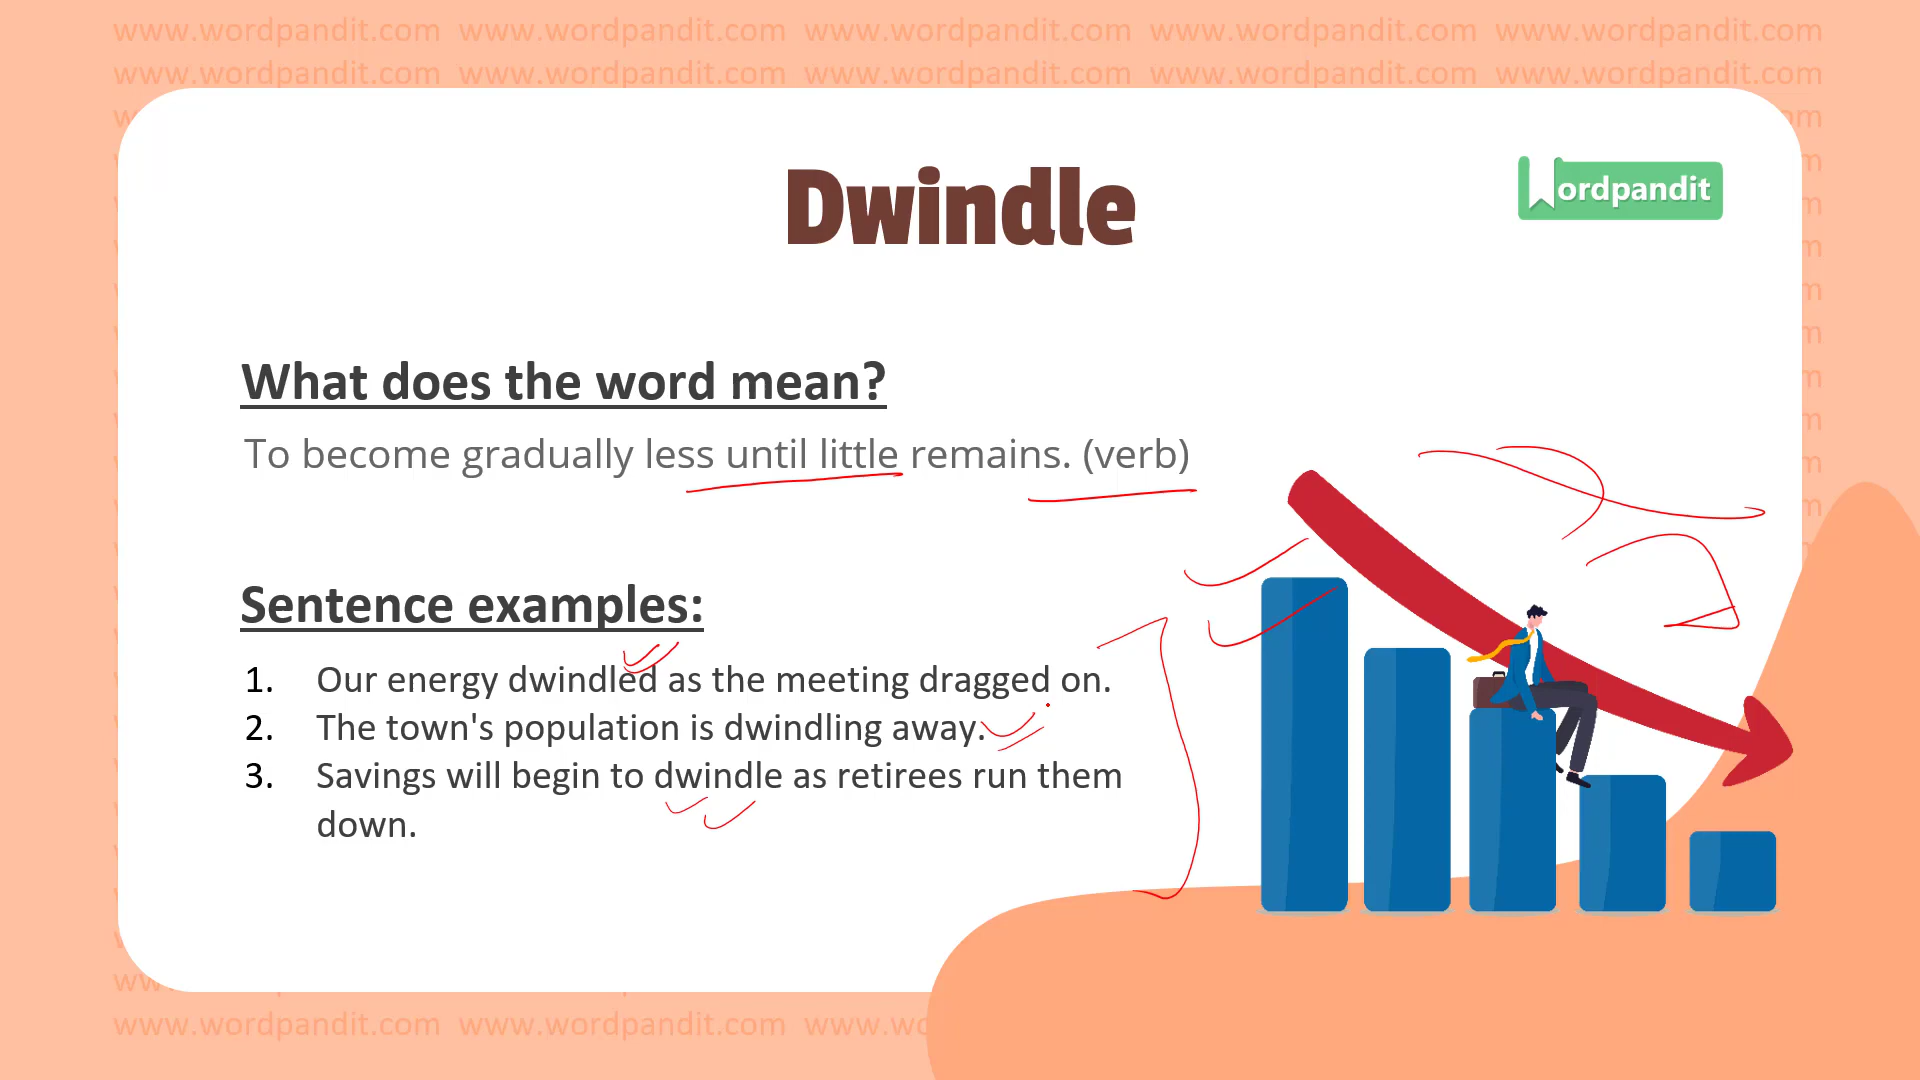 www.wordpandit.com www.wordpandit.com www.wordpandit.com www.wordpandit.com www.wordpandit.com
www.wordpandit.com www.wordpandit.com www.wordpandit.com www.wordpandit.com www.wordpandit.com
Dwindle
Wordpandit
What does the word mean?
To become gradually less until little remains. (verb)
Sentence examples:
1. Our energy dwindled as the meeting dragged on.
2. The town's population is dwindling away.
3. Savings will begin to dwindle as retirees run them
down.
www.wordpandit.com www.wordpandit.com www.wo